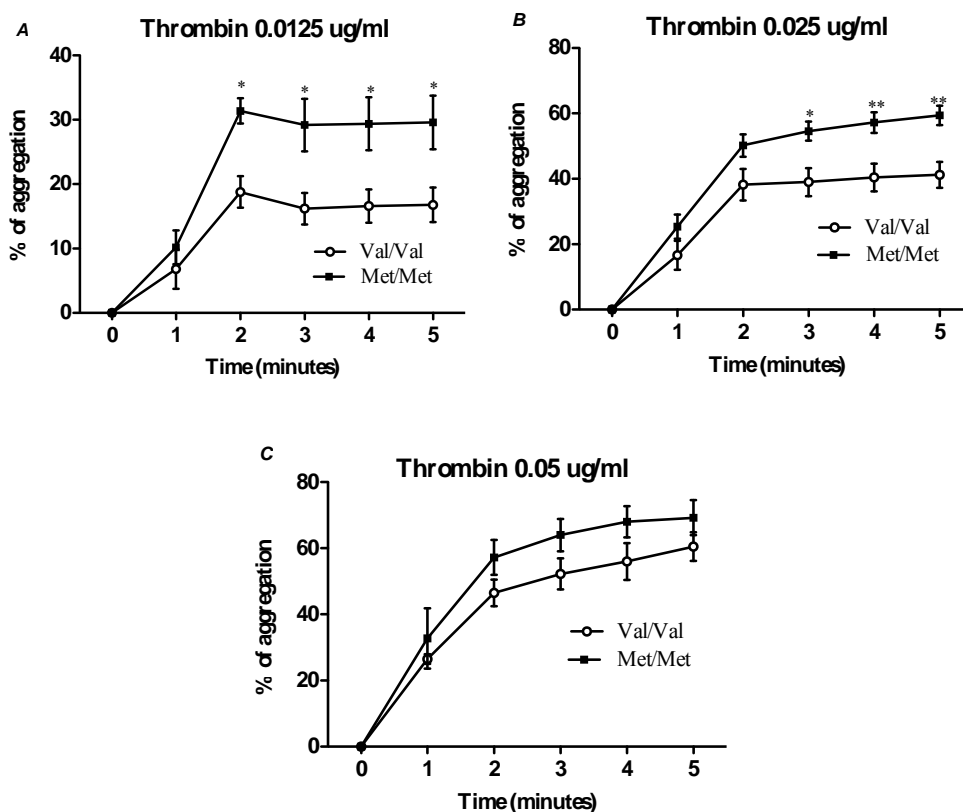 A
Thrombin 0.0125 ug/ml
% of aggregation
40
30
20
10
0
* * * *
Val/Val
Met/Met
0 1 2 3 4 5
Time (minutes)
B
Thrombin 0.025 ug/ml
% of aggregation
80
60
40
20
0
* ** **
Val/Val
Met/Met
0 1 2 3 4 5
Time (minutes)
C
Thrombin 0.05 ug/ml
% of aggregation
80
60
40
20
0
Val/Val
Met/Met
0 1 2 3 4 5
Time (minutes)